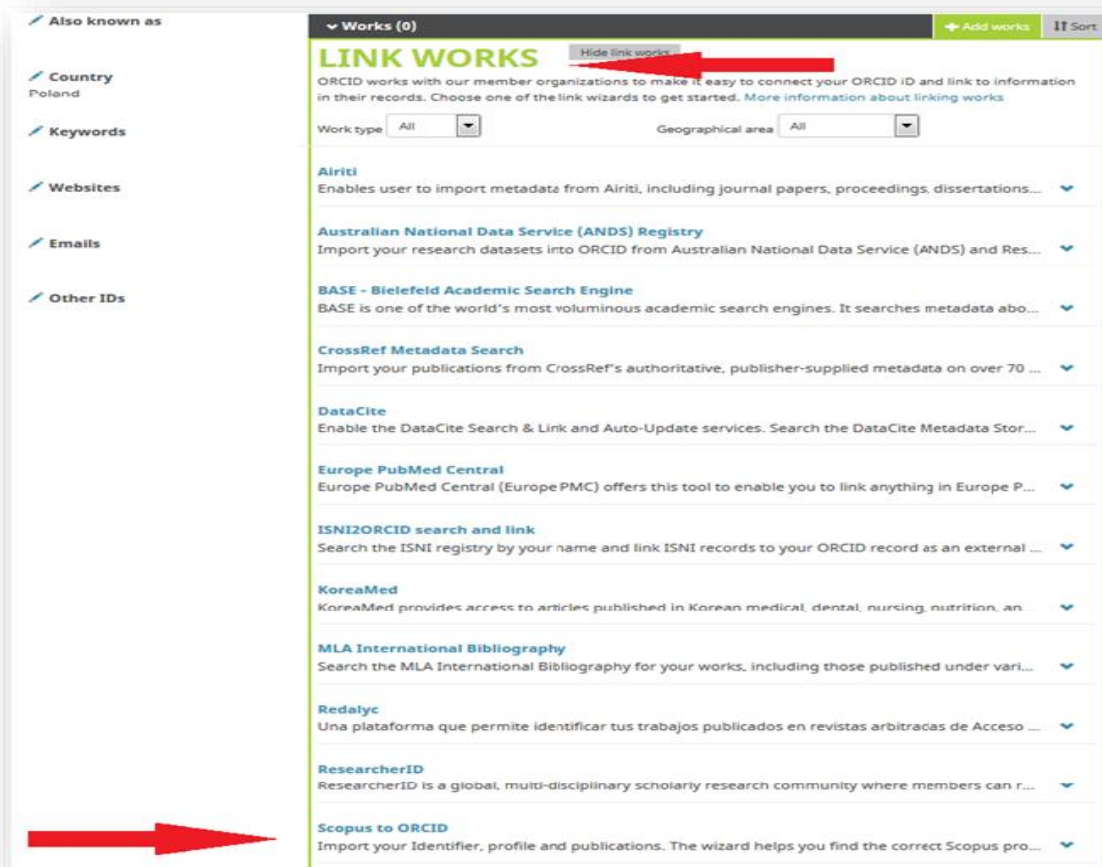 Also known as
Country
Poland
Keywords
Websites
Emails
Other IDs
Works (0)
Add works
Sort
LINK WORKS
Hide link works
ORCID works with our member organizations to make it easy to connect your ORCID iD and link to information
in their records. Choose one of the link wizards to get started. More information about linking works
Work type All
Geographical area All
Airiti
Enables user to import metadata from Airiti, including journal papers, proceedings, dissertations...
Australian National Data Service (ANDS) Registry
Import your research datasets into ORCID from Australian National Data Service (ANDS) and Res...
BASE - Bielefeld Academic Search Engine
BASE is one of the world's most voluminous academic search engines. It searches metadata abo...
CrossRef Metadata Search
Import your publications from CrossRef's authoritative, publisher-supplied metadata on over 70 ...
DataCite
Enable the DataCite Search & Link and Auto-Update services. Search the DataCite Metadata Stor...
Europe PubMed Central
Europe PubMed Central (Europe PMC) offers this tool to enable you to link anything in Europe P...
ISNI2ORCID search and link
Search the ISNI registry by your name and link ISNI records to your ORCID record as an external ...
KoreaMed
KoreaMed provides access to articles published in Korean medical, dental, nursing, nutrition, an...
MLA International Bibliography
Search the MLA International Bibliography for your works, including those published under vari...
Redalyc
Una plataforma que permite identificar tus trabajos publicados en revistas arbitradas de Acceso ...
ResearcherID
ResearcherID is a global, multi-disciplinary scholarly research community where members can r...
Scopus to ORCID
Import your Identifier, profile and publications. The wizard helps you find the correct Scopus pro...